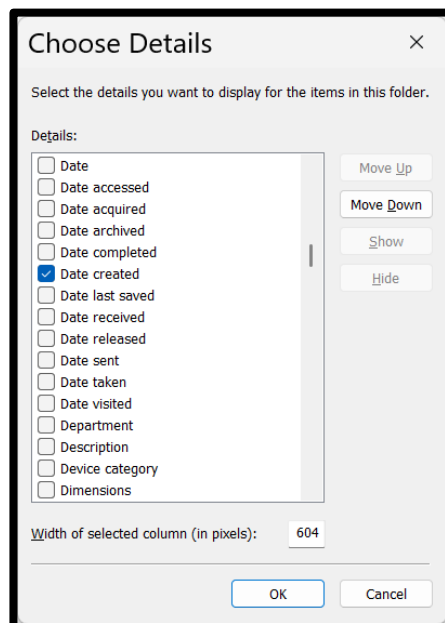 Choose Details
Select the details you want to display for the items in this folder.
Details:
Date
Date accessed
Date acquired
Date archived
Date completed
Date created
Date last saved
Date received
Date released
Date sent
Date taken
Date visited
Department
Description
Device category
Dimensions
Move Up
Move Down
Show
Hide
Width of selected column (in pixels): 604
OK Cancel